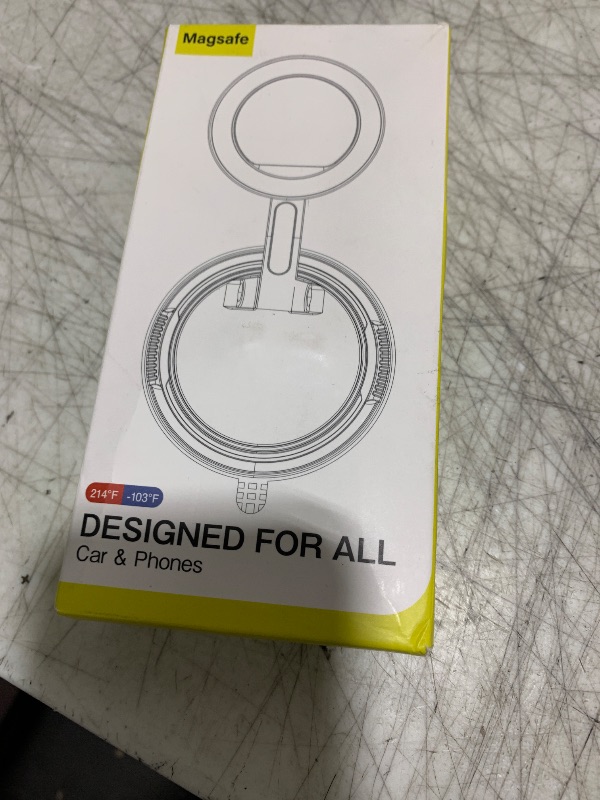 Magsafe
214°F -103°F
DESIGNED FOR ALL
Car & Phones